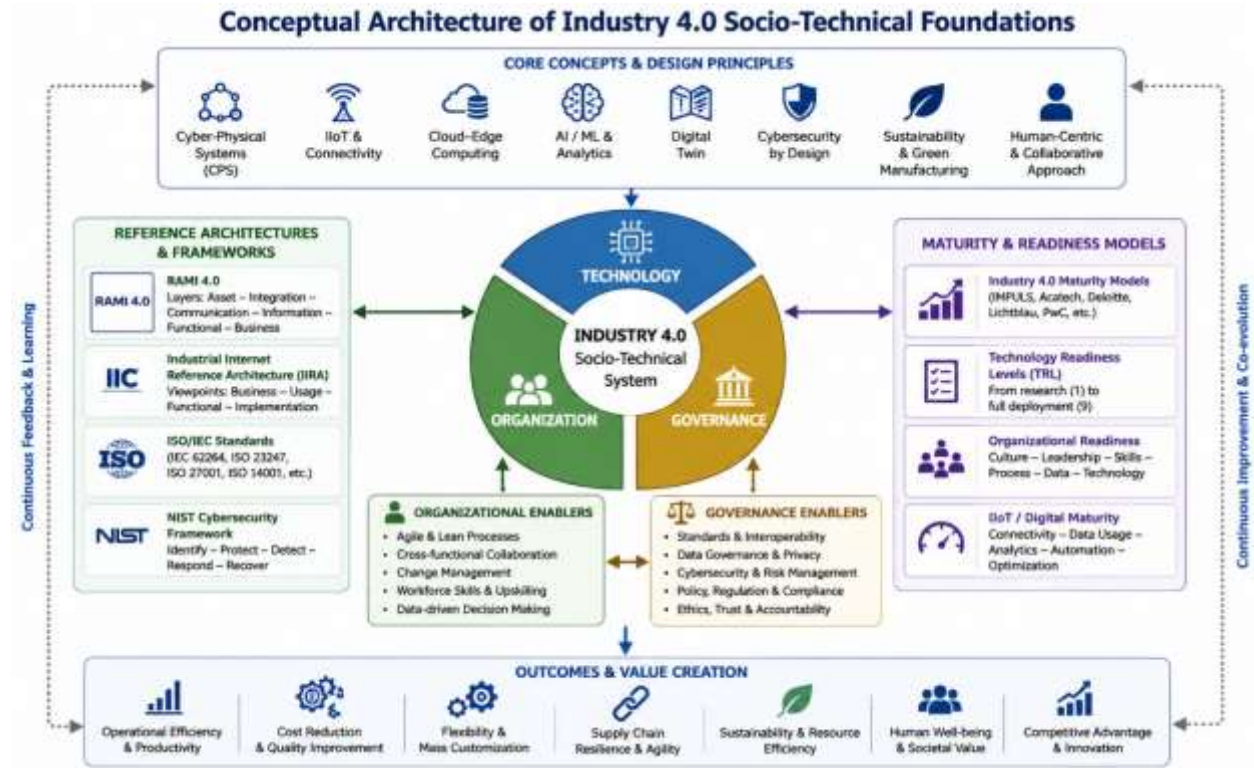 Conceptual Architecture of Industry 4.0 Socio-Technical Foundations
CORE CONCEPTS & DESIGN PRINCIPLES
Cyber-Physical
Systems
(CPS)
IIoT &
Connectivity
Cloud–Edge
Computing
AI / ML &
Analytics
Digital
Twin
Cybersecurity
by Design
Sustainability
& Green
Manufacturing
Human-Centric
& Collaborative
Approach
Continuous Feedback & Learning
REFERENCE ARCHITECTURES
& FRAMEWORKS
RAMI 4.0
RAMI 4.0
Layers: Asset – Integration –
Communication – Information –
Functional – Business
IIC
Industrial Internet
Reference Architecture (IIRA)
Viewpoints: Business – Usage –
Functional – Implementation
ISO
ISO/IEC Standards
(IEC 62264, ISO 23247,
ISO 27001, ISO 14001, etc.)
NIST
NIST Cybersecurity
Framework
Identify – Protect – Detect –
Respond – Recover
TECHNOLOGY
INDUSTRY 4.0
Socio-Technical
System
ORGANIZATION
GOVERNANCE
MATURITY & READINESS MODELS
Industry 4.0 Maturity Models
(IMPULS, Acatech, Deloitte,
Lichtblau, PwC, etc.)
Technology Readiness
Levels (TRL)
From research (1) to
full deployment (9)
Organizational Readiness
Culture – Leadership – Skills –
Process – Data – Technology
IIoT / Digital Maturity
Connectivity – Data Usage –
Analytics – Automation –
Optimization
Continuous Improvement & Co-evolution
ORGANIZATIONAL ENABLERS
• Agile & Lean Processes
• Cross-functional Collaboration
• Change Management
• Workforce Skills & Upskilling
• Data-driven Decision Making
GOVERNANCE ENABLERS
• Standards & Interoperability
• Data Governance & Privacy
• Cybersecurity & Risk Management
• Policy, Regulation & Compliance
• Ethics, Trust & Accountability
OUTCOMES & VALUE CREATION
Operational Efficiency
& Productivity
Cost Reduction
& Quality Improvement
Flexibility &
Mass Customization
Supply Chain
Resilience & Agility
Sustainability & Resource
Efficiency
Human Well-being
& Societal Value
Competitive Advantage
& Innovation